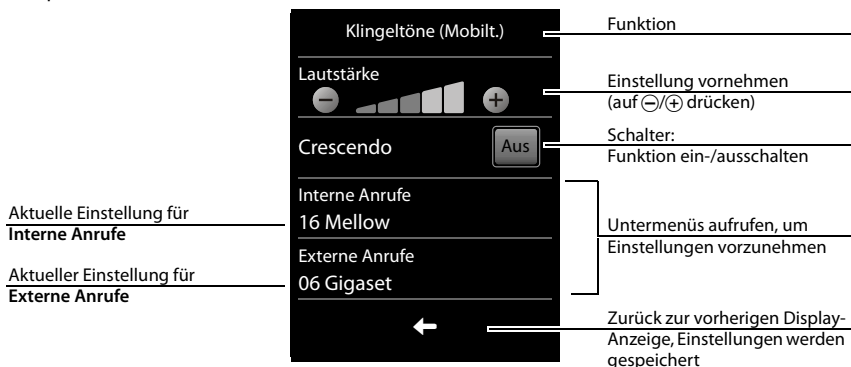 Klingeltöne (Mobilt.)
Lautstärke
Crescendo
Aus
Interne Anrufe
16 Mellow
Externe Anrufe
06 Gigaset
Aktuelle Einstellung für
Interne Anrufe
Aktueller Einstellung für
Externe Anrufe
Funktion
Einstellung vornehmen
(auf ⊖/⊕ drücken)
Schalter:
Funktion ein-/ausschalten
Untermenüs aufrufen, um
Einstellungen vorzunehmen
Zurück zur vorherigen Display-
Anzeige, Einstellungen werden
gespeichert